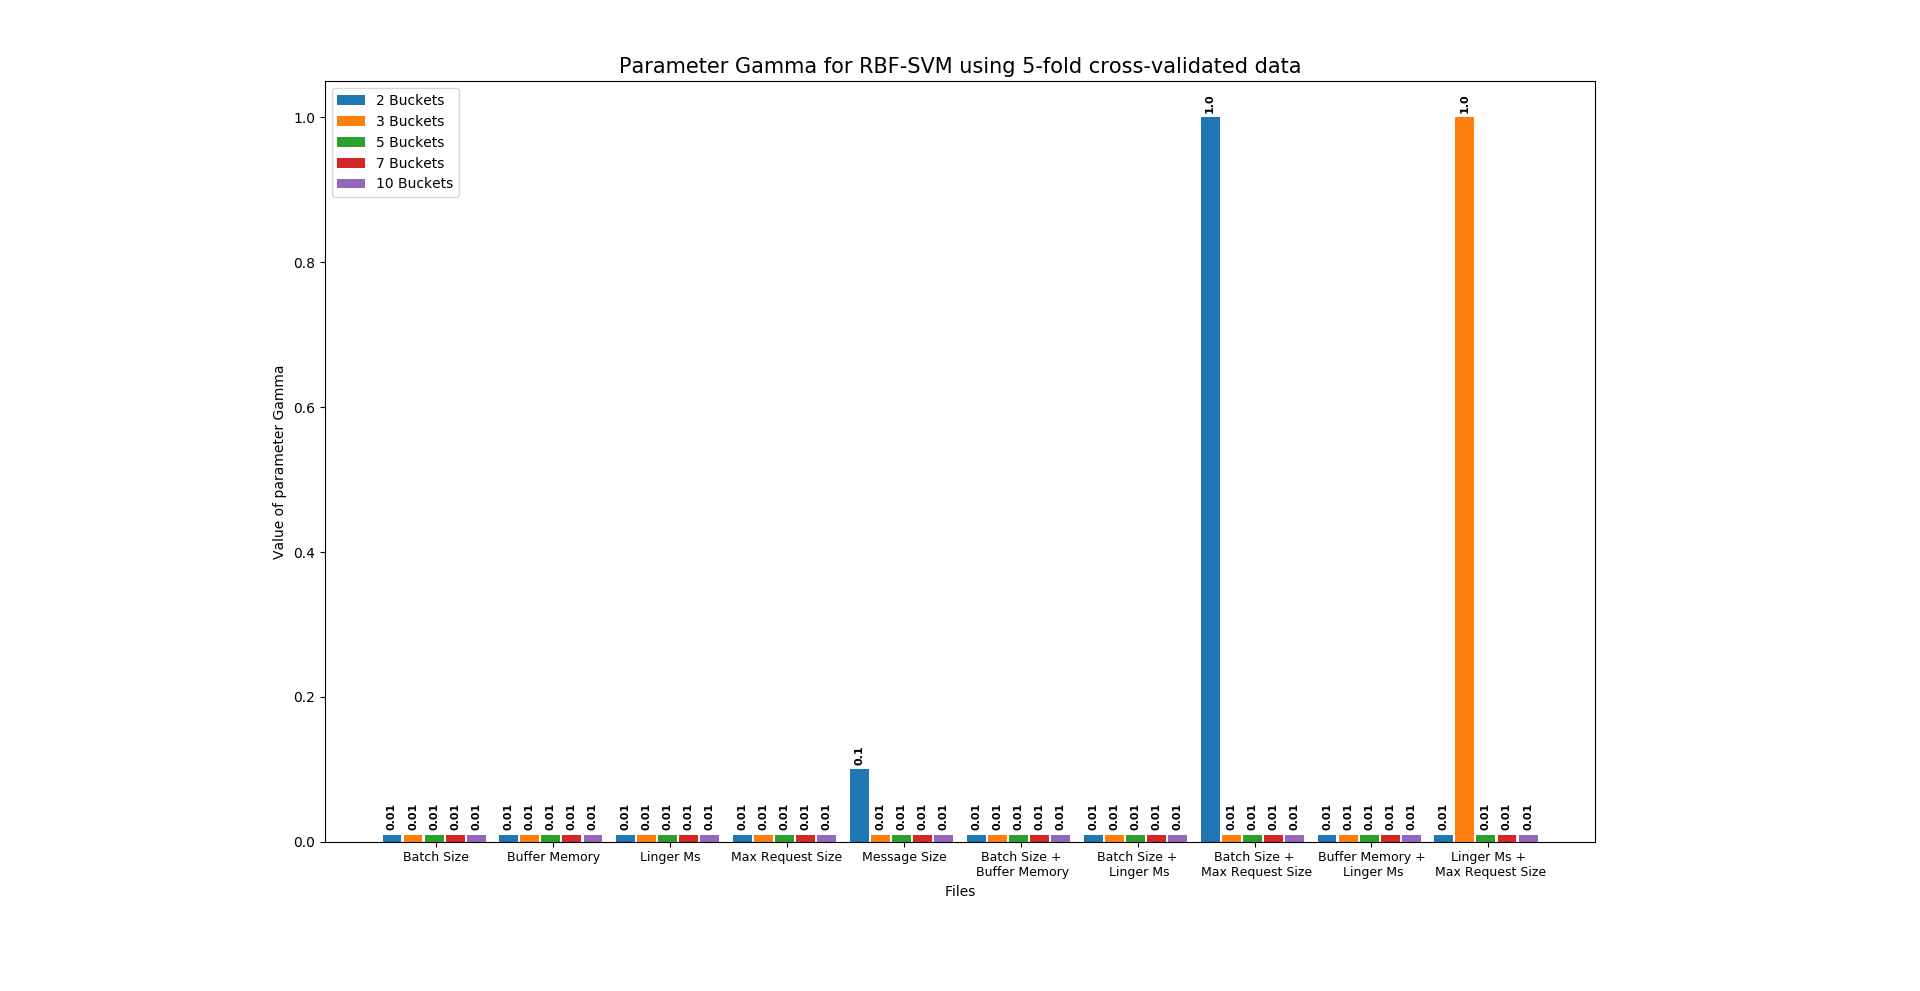 Parameter Gamma for RBF-SVM using 5-fold cross-validated data
2 Buckets
3 Buckets
5 Buckets
7 Buckets
10 Buckets
Value of parameter Gamma
1.0
0.8
0.6
0.4
0.2
0.0
0.01 0.01 0.01 0.01 0.01
0.01 0.01 0.01 0.01 0.01
0.01 0.01 0.01 0.01 0.01
0.01 0.01 0.01 0.01 0.01
0.1 0.01 0.01 0.01 0.01
0.01 0.01 0.01 0.01 0.01
0.01 0.01 0.01 0.01 0.01
1.0 0.01 0.01 0.01 0.01
0.01 0.01 0.01 0.01 0.01
0.01 1.0 0.01 0.01 0.01
Batch Size
Buffer Memory
Linger Ms
Max Request Size
Message Size
Batch Size +
Buffer Memory
Batch Size +
Linger Ms
Batch Size +
Max Request Size
Buffer Memory +
Linger Ms
Linger Ms +
Max Request Size
Files